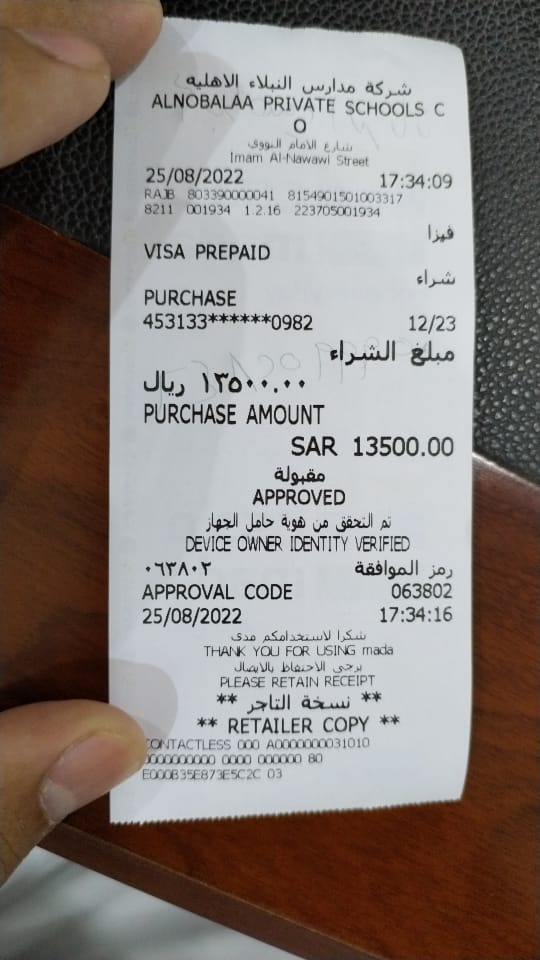 شركة مدارس النبلاء الاهليه
ALNOBALAA PRIVATE SCHOOLS C
O
شارع الامام النووي
Imam Al-Nawawi Street
25/08/2022 17:34:09
RAJB 803390000041 8154901501003317
8211 001934 1.2.16 223705001934
فيزا
VISA PREPAID
شراء
PURCHASE
453133******0982 12/23
مبلغ الشراء
١٣٥٠٠.٠٠ ريال
PURCHASE AMOUNT
SAR 13500.00
مقبولة
APPROVED
تم التحقق من هوية حامل الجهاز
DEVICE OWNER IDENTITY VERIFIED
رمز الموافقة ٠٦٣٨٠٢
APPROVAL CODE 063802
25/08/2022 17:34:16
شكرا لاستخدامكم مدى
THANK YOU FOR USING mada
يرجى الاحتفاظ بالايصال
PLEASE RETAIN RECEIPT
** نسخة التاجر **
** RETAILER COPY **
CONTACTLESS 000 A0000000031010
0000000000 0000 000000 80
E000B35E873E5C2C 03